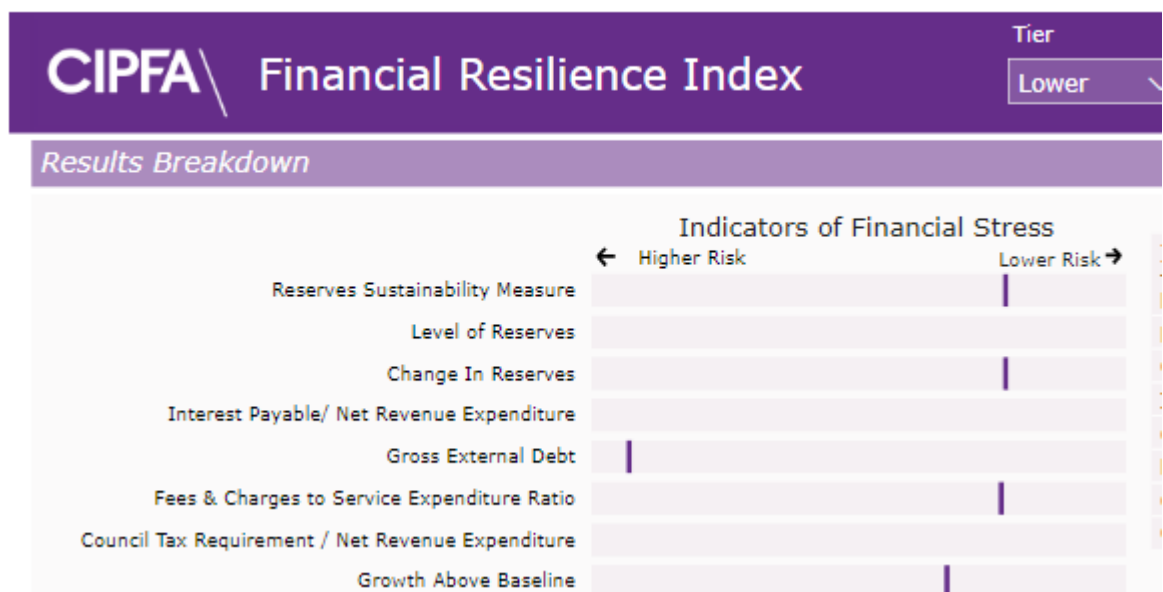 CIPFA\ Financial Resilience Index
Tier
Lower
Results Breakdown
Indicators of Financial Stress
← Higher Risk
Lower Risk →
Reserves Sustainability Measure
Level of Reserves
Change In Reserves
Interest Payable/ Net Revenue Expenditure
Gross External Debt
Fees & Charges to Service Expenditure Ratio
Council Tax Requirement / Net Revenue Expenditure
Growth Above Baseline